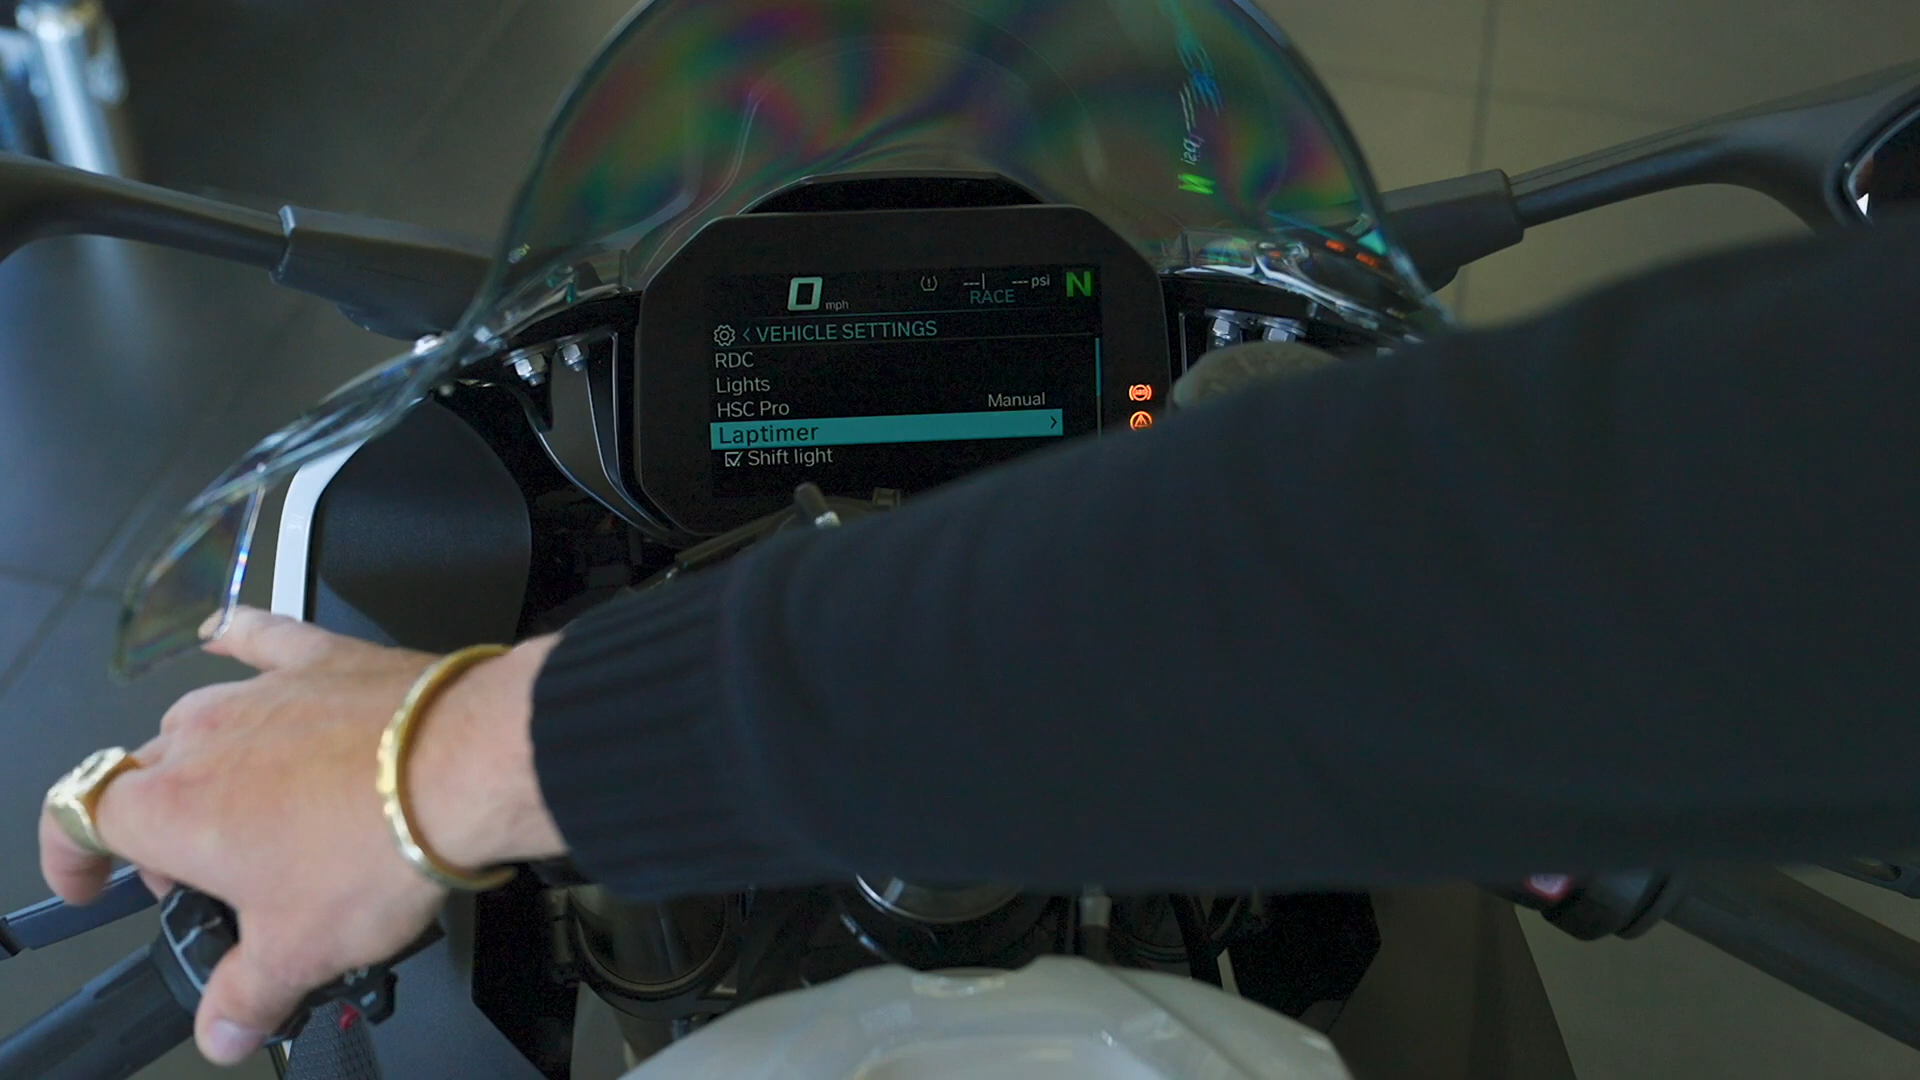 0 mph
---| --- psi N
RACE
< VEHICLE SETTINGS
RDC
Lights
HSC Pro Manual
Laptimer >
Shift light